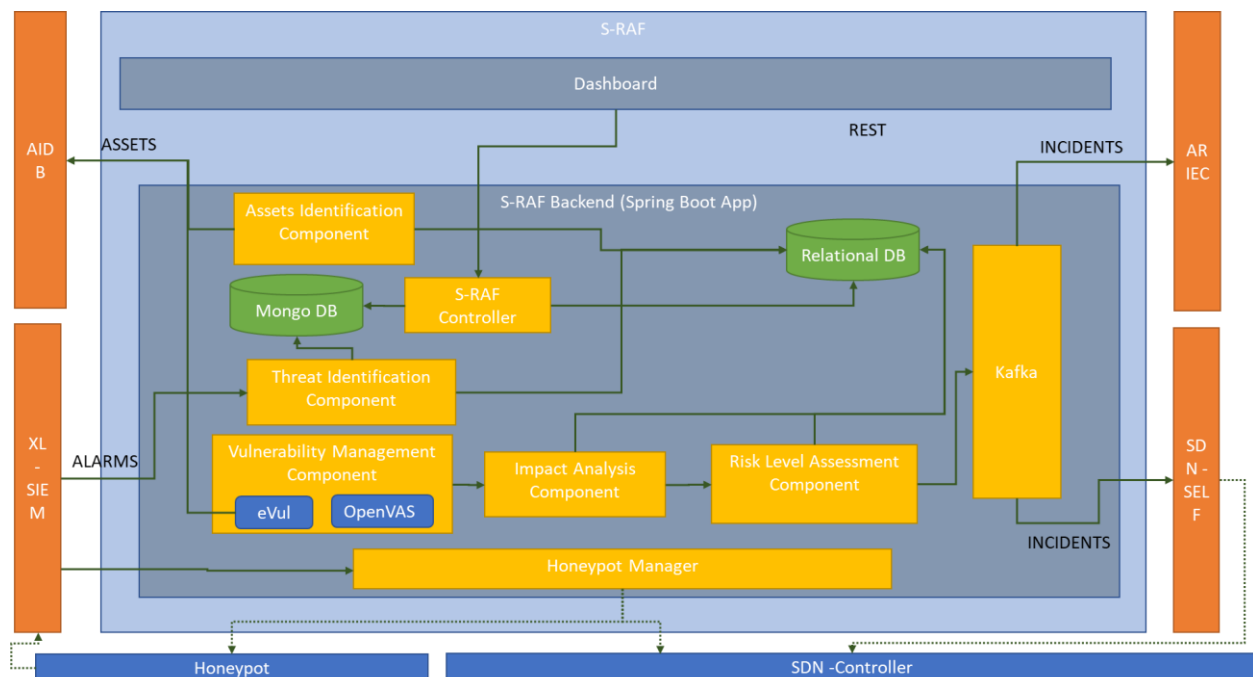 S-RAF
Dashboard
REST
AID
B
ASSETS
INCIDENTS
AR
IEC
S-RAF Backend (Spring Boot App)
Assets Identification
Component
Relational DB
Mongo DB
S-RAF
Controller
Threat Identification
Component
Kafka
XL
-
SIE
M
ALARMS
Vulnerability Management
Component
eVul
OpenVAS
Impact Analysis
Component
Risk Level Assessment
Component
SD
N -
SEL
F
INCIDENTS
Honeypot Manager
Honeypot
SDN -Controller